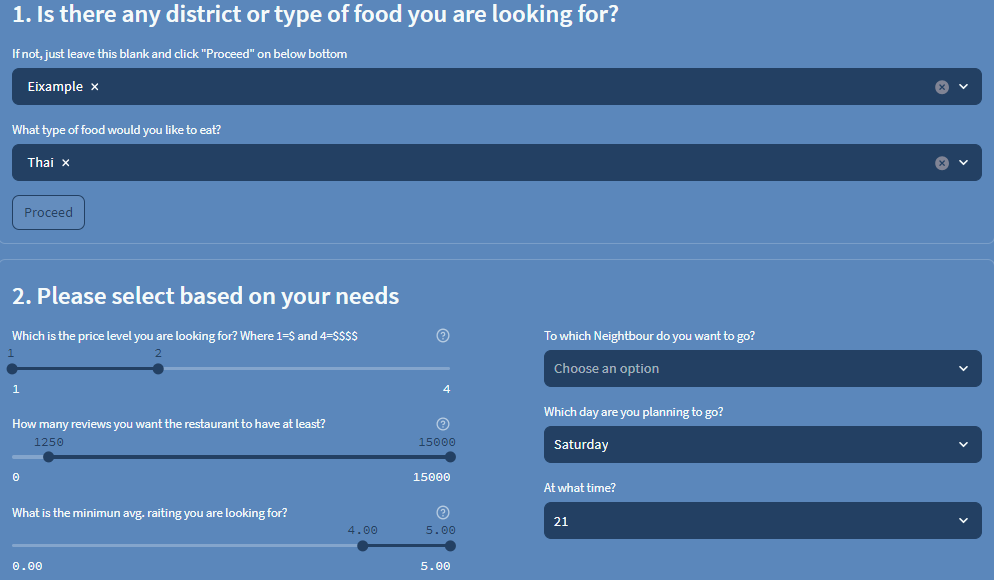 1. Is there any district or type of food you are looking for?
If not, just leave this blank and click "Proceed" on below bottom
Eixample ×
What type of food would you like to eat?
Thai ×
Proceed
2. Please select based on your needs
Which is the price level you are looking for? Where 1=$ and 4=$$$$
1 2
1 4
How many reviews you want the restaurant to have at least?
1250 15000
0 15000
What is the minimun avg. raiting you are looking for?
4.00 5.00
0.00 5.00
To which Neighbour do you want to go?
Choose an option
Which day are you planning to go?
Saturday
At what time?
21